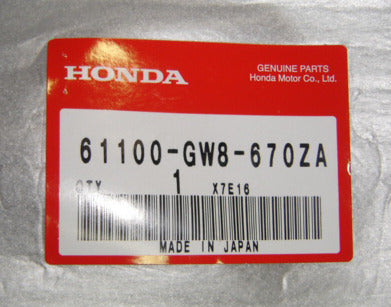 HONDA
GENUINE PARTS
Honda Motor Co., Ltd.
61100-GW8-670ZA
QTY 1 X7E16
MADE IN JAPAN